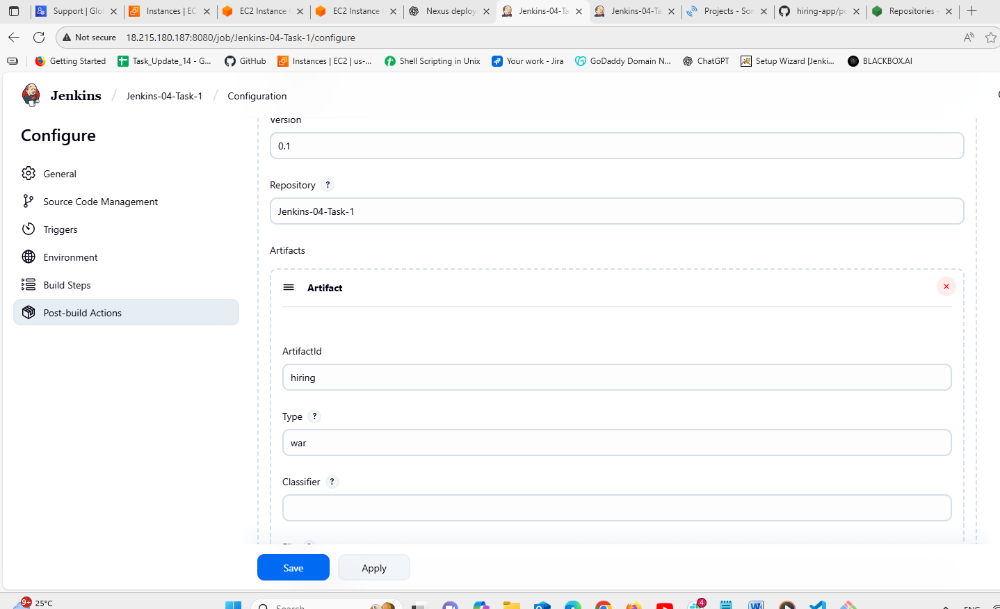 Support | Glo
Instances | EC
EC2 Instance
EC2 Instance
Nexus deploy
Jenkins-04-Ta
Jenkins-04-Ta
Projects - Son
hiring-app/po
Repositories -
Not secure
18.215.180.187:8080/job/Jenkins-04-Task-1/configure
Getting Started
Task_Update_14 - G...
GitHub
Instances | EC2 | us-...
Shell Scripting in Unix
Your work - Jira
GoDaddy Domain N...
ChatGPT
Setup Wizard [Jenki...
BLACKBOX.AI
Jenkins / Jenkins-04-Task-1 / Configuration
Configure
General
Source Code Management
Triggers
Environment
Build Steps
Post-build Actions
Version
0.1
Repository ?
Jenkins-04-Task-1
Artifacts
Artifact
ArtifactId
hiring
Type ?
war
Classifier ?
Save
Apply
9+
25°C
Search
4
ENG